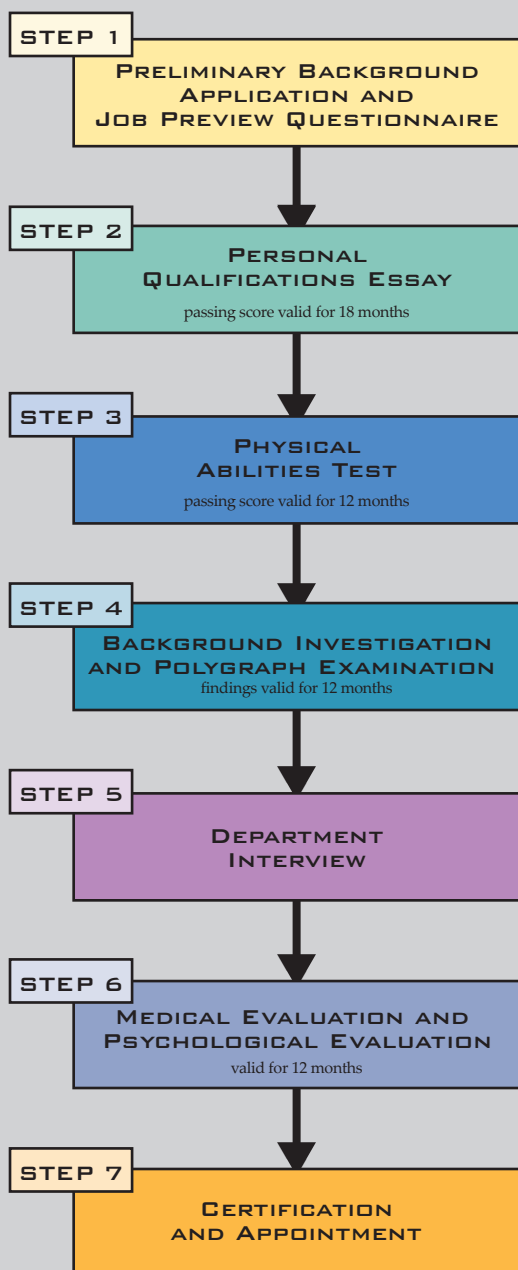 STEP 1
PRELIMINARY BACKGROUND
APPLICATION AND
JOB PREVIEW QUESTIONNAIRE
STEP 2
PERSONAL
QUALIFICATIONS ESSAY
passing score valid for 18 months
STEP 3
PHYSICAL
ABILITIES TEST
passing score valid for 12 months
STEP 4
BACKGROUND INVESTIGATION
AND POLYGRAPH EXAMINATION
findings valid for 12 months
STEP 5
DEPARTMENT
INTERVIEW
STEP 6
MEDICAL EVALUATION AND
PSYCHOLOGICAL EVALUATION
valid for 12 months
STEP 7
CERTIFICATION
AND APPOINTMENT